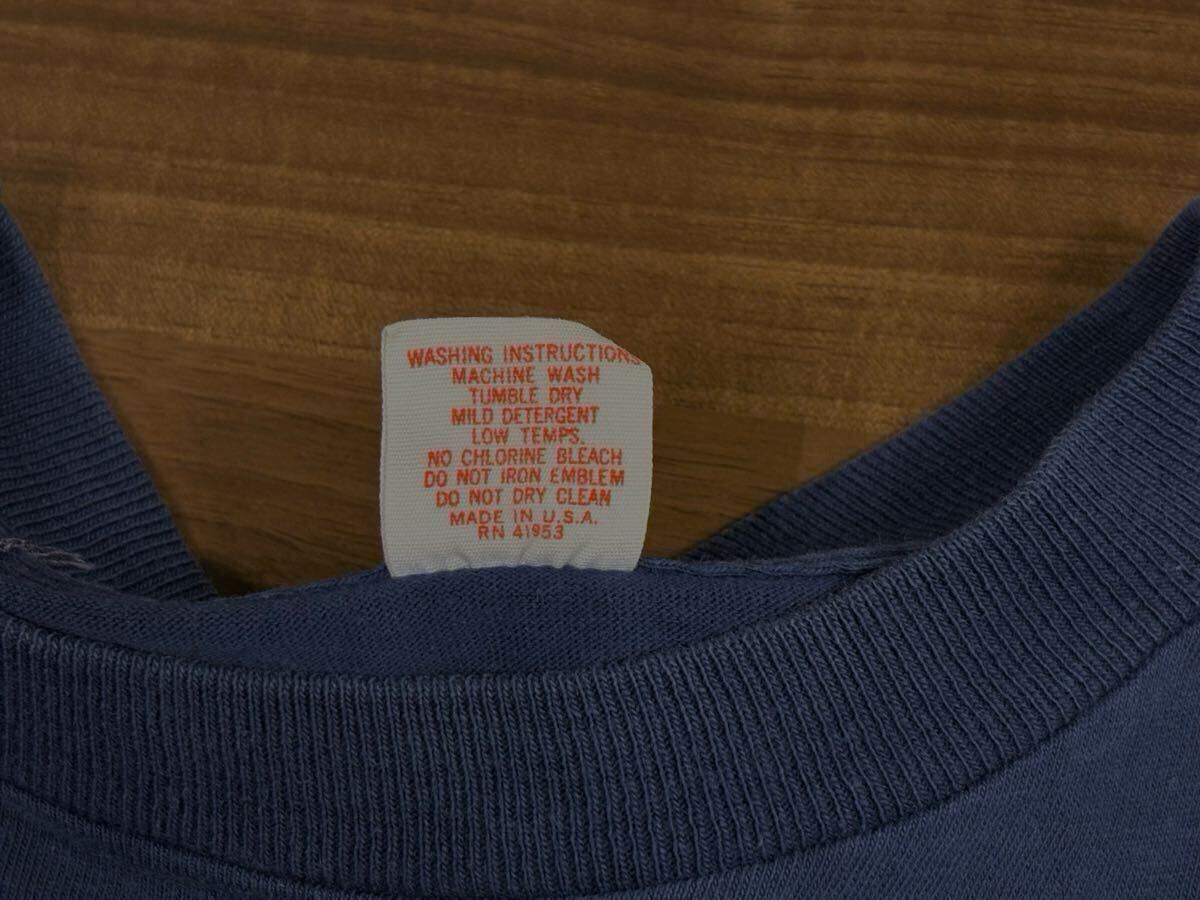 WASHING INSTRUCTIONS
MACHINE WASH
TUMBLE DRY
MILD DETERGENT
LOW TEMPS.
NO CHLORINE BLEACH
DO NOT IRON EMBLEM
DO NOT DRY CLEAN
MADE IN U.S.A.
RN 41953